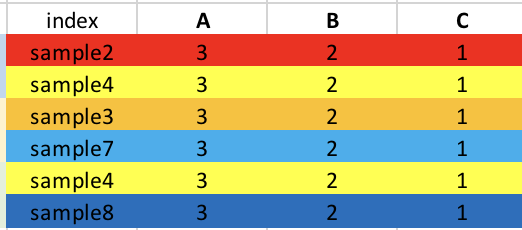 index A B C
sample2 3 2 1
sample4 3 2 1
sample3 3 2 1
sample7 3 2 1
sample4 3 2 1
sample8 3 2 1